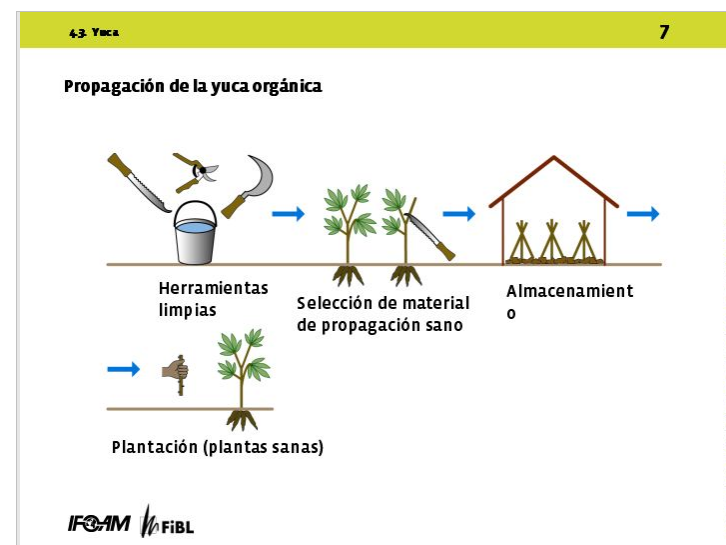 4.3. Yuca
7
Propagación de la yuca orgánica
Herramientas
limpias
Selección de material
de propagación sano
Almacenamient
o
Plantación (plantas sanas)
IFOAM FiBL